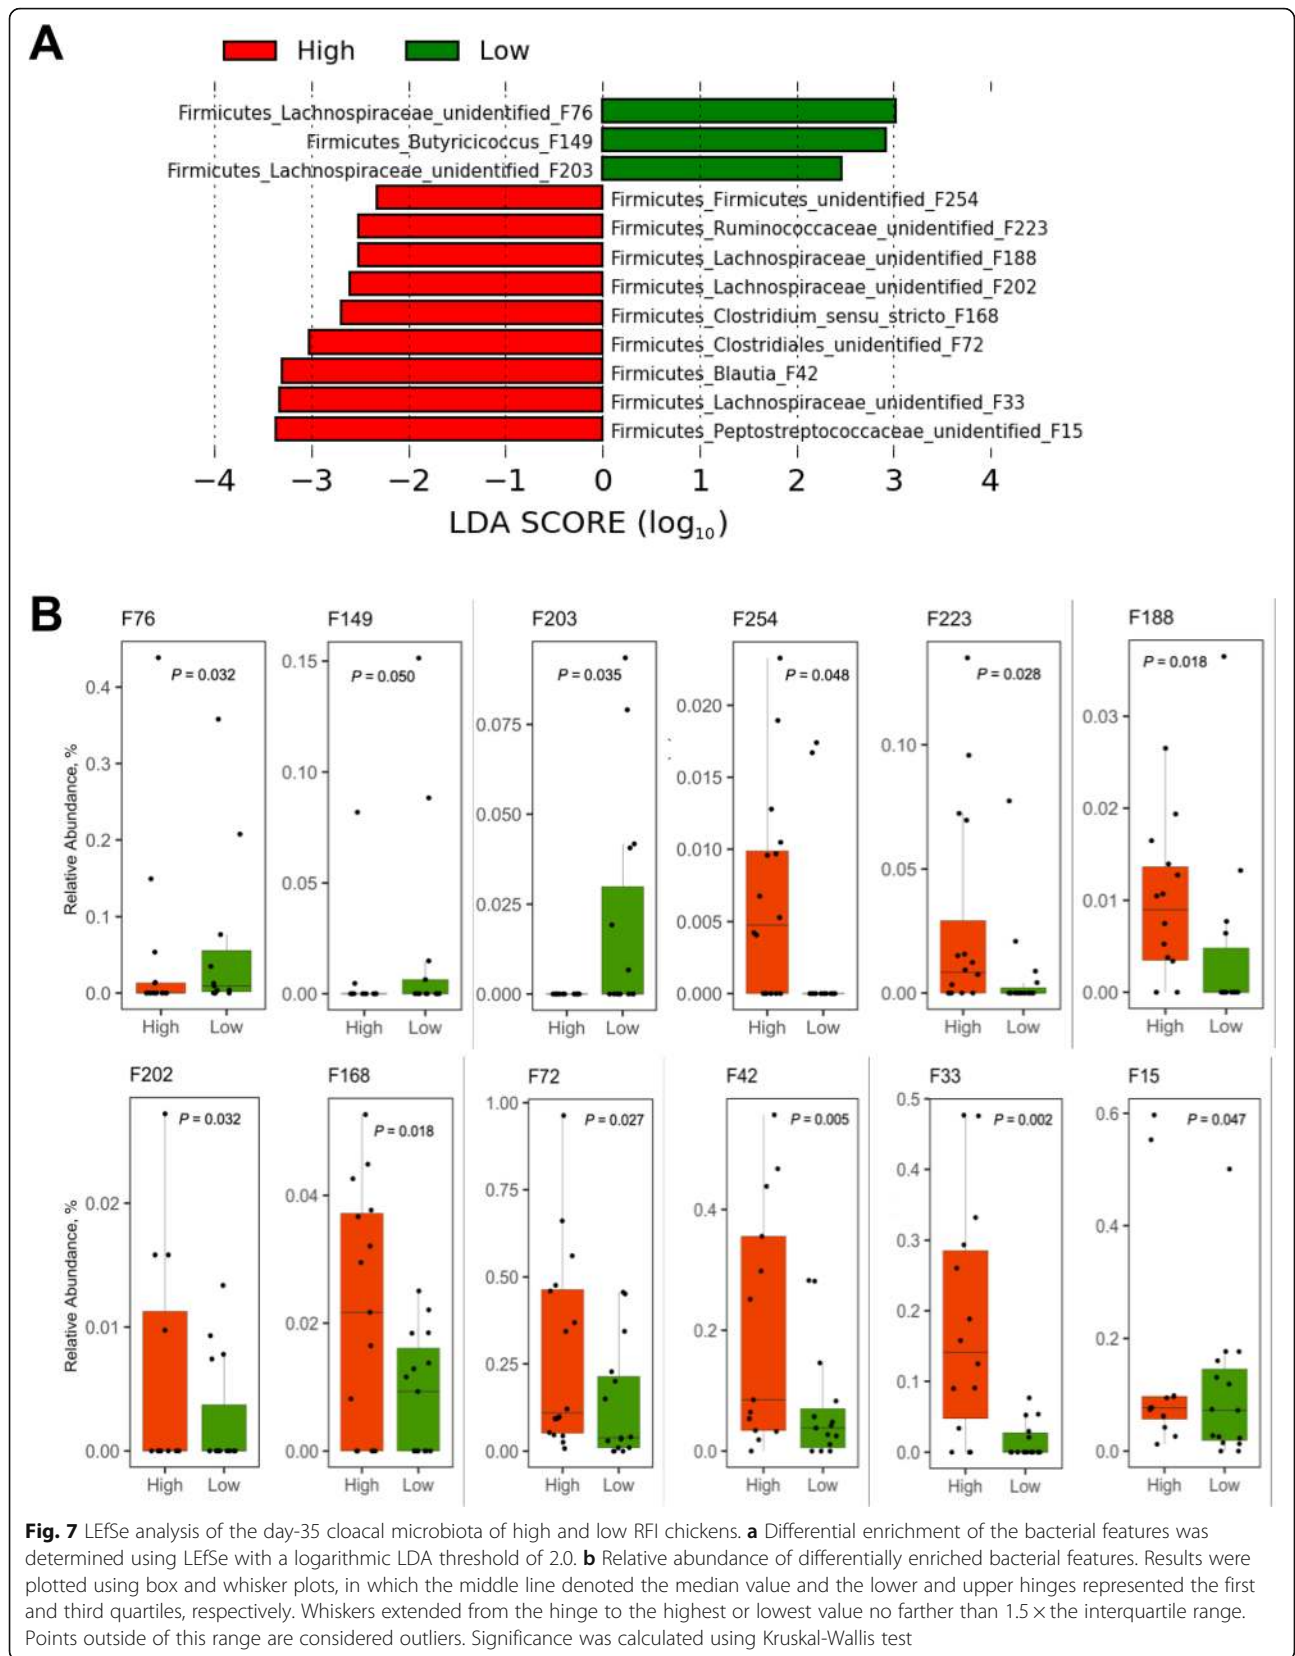 A
High Low
Firmicutes_Lachnospiraceae_unidentified_F76
Firmicutes_Butyricicoccus_F149
Firmicutes_Lachnospiraceae_unidentified_F203
Firmicutes_Firmicutes_unidentified_F254
Firmicutes_Ruminococcaceae_unidentified_F223
Firmicutes_Lachnospiraceae_unidentified_F188
Firmicutes_Lachnospiraceae_unidentified_F202
Firmicutes_Clostridium_sensu_stricto_F168
Firmicutes_Clostridiales_unidentified_F72
Firmicutes_Blautia_F42
Firmicutes_Lachnospiraceae_unidentified_F33
Firmicutes_Peptostreptococcaceae_unidentified_F15
−4 −3 −2 −1 0 1 2 3 4
LDA SCORE (log₁₀)
B
F76
P = 0.032
Relative Abundance, %
0.4
0.3
0.2
0.1
0.0
High Low
F149
P = 0.050
0.15
0.10
0.05
0.00
High Low
F203
P = 0.035
0.075
0.050
0.025
0.000
High Low
F254
P = 0.048
0.020
0.015
0.010
0.005
0.000
High Low
F223
P = 0.028
0.10
0.05
0.00
High Low
F188
P = 0.018
0.03
0.02
0.01
0.00
High Low
F202
P = 0.032
Relative Abundance, %
0.02
0.01
0.00
High Low
F168
P = 0.018
0.04
0.02
0.00
High Low
F72
P = 0.027
1.00
0.75
0.50
0.25
0.00
High Low
F42
P = 0.005
0.4
0.2
0.0
High Low
F33
P = 0.002
0.5
0.4
0.3
0.2
0.1
0.0
High Low
F15
P = 0.047
0.6
0.4
0.2
0.0
High Low
Fig. 7 LEfSe analysis of the day-35 cloacal microbiota of high and low RFI chickens. a Differential enrichment of the bacterial features was
determined using LEfSe with a logarithmic LDA threshold of 2.0. b Relative abundance of differentially enriched bacterial features. Results were
plotted using box and whisker plots, in which the middle line denoted the median value and the lower and upper hinges represented the first
and third quartiles, respectively. Whiskers extended from the hinge to the highest or lowest value no farther than 1.5 × the interquartile range.
Points outside of this range are considered outliers. Significance was calculated using Kruskal-Wallis test